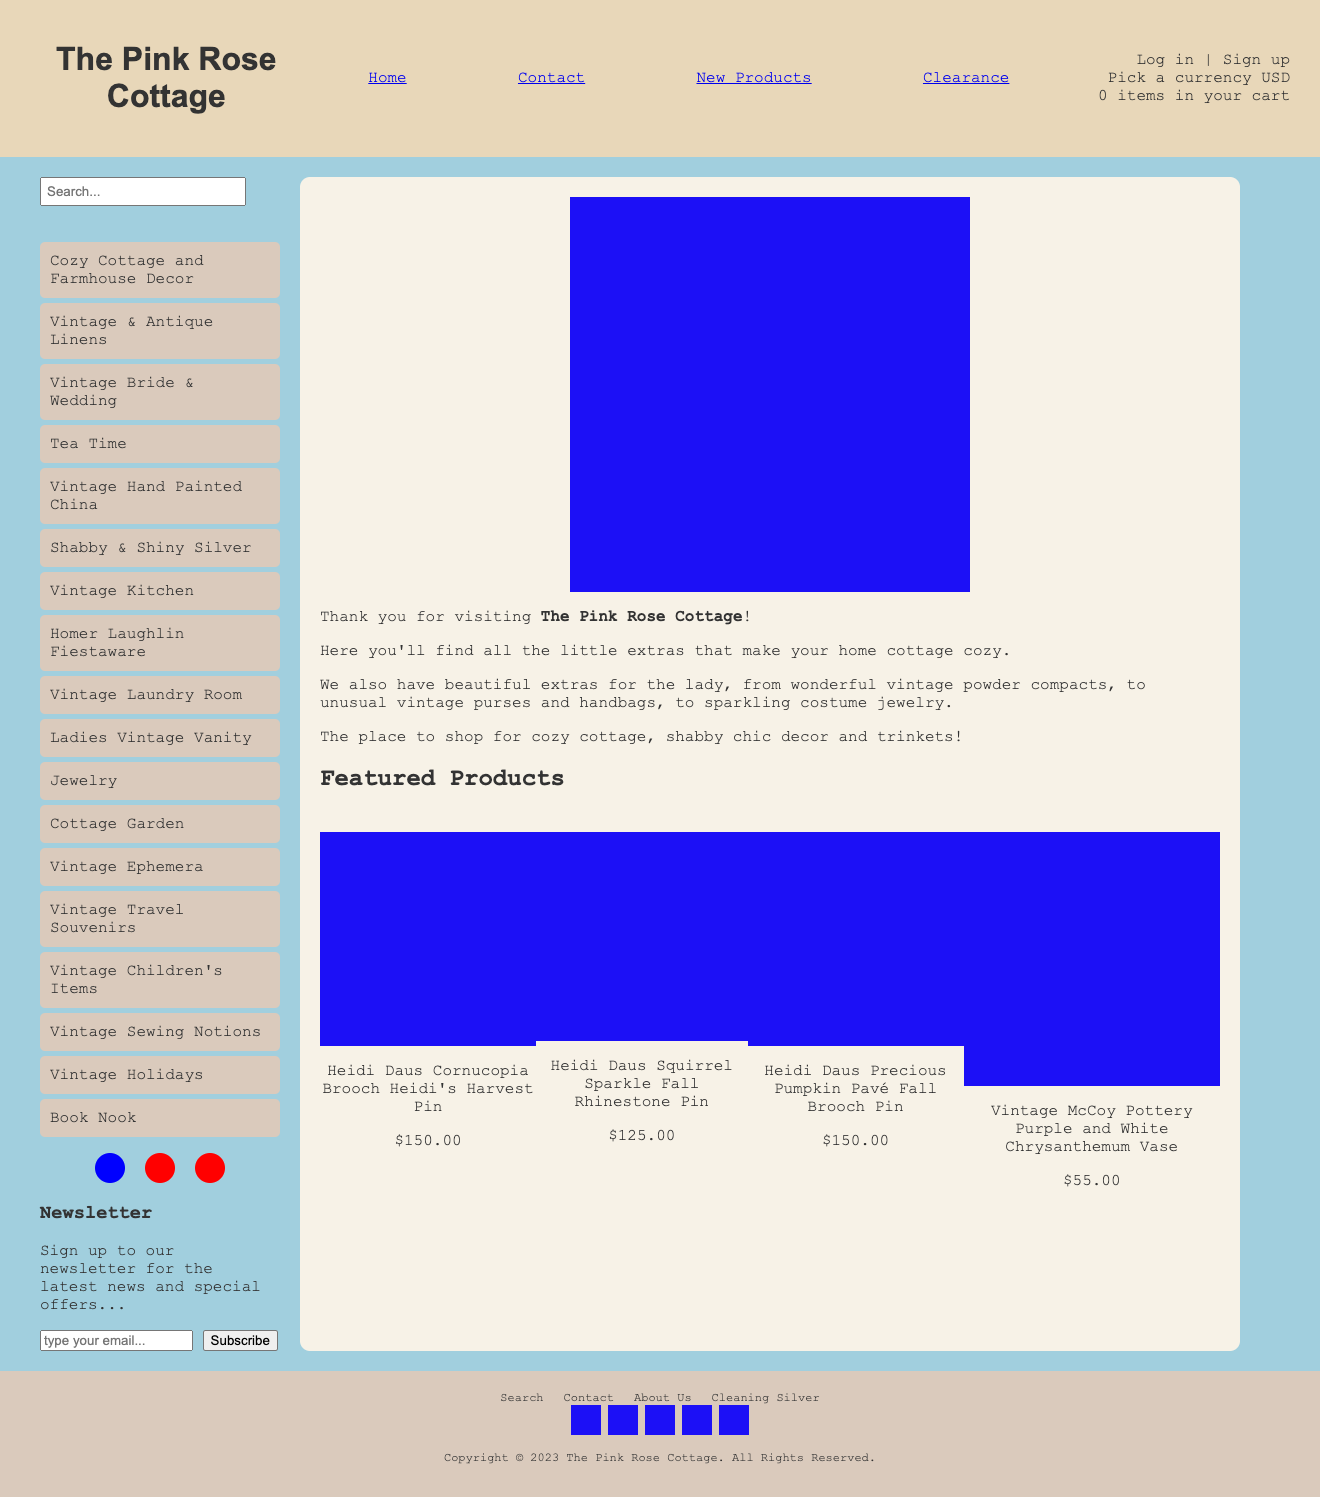 The Pink Rose
Cottage
Home
Contact
New Products
Clearance
Log in | Sign up
Pick a currency USD
0 items in your cart
Search...
Cozy Cottage and
Farmhouse Decor
Vintage & Antique
Linens
Vintage Bride &
Wedding
Tea Time
Vintage Hand Painted
China
Shabby & Shiny Silver
Vintage Kitchen
Homer Laughlin
Fiestaware
Vintage Laundry Room
Ladies Vintage Vanity
Jewelry
Cottage Garden
Vintage Ephemera
Vintage Travel
Souvenirs
Vintage Children's
Items
Vintage Sewing Notions
Vintage Holidays
Book Nook
Newsletter
Sign up to our
newsletter for the
latest news and special
offers...
type your email...
Subscribe
Thank you for visiting The Pink Rose Cottage!
Here you'll find all the little extras that make your home cottage cozy.
We also have beautiful extras for the lady, from wonderful vintage powder compacts, to
unusual vintage purses and handbags, to sparkling costume jewelry.
The place to shop for cozy cottage, shabby chic decor and trinkets!
Featured Products
Heidi Daus Cornucopia
Brooch Heidi's Harvest
Pin
$150.00
Heidi Daus Squirrel
Sparkle Fall
Rhinestone Pin
$125.00
Heidi Daus Precious
Pumpkin Pavé Fall
Brooch Pin
$150.00
Vintage McCoy Pottery
Purple and White
Chrysanthemum Vase
$55.00
Search Contact About Us Cleaning Silver
Copyright © 2023 The Pink Rose Cottage. All Rights Reserved.